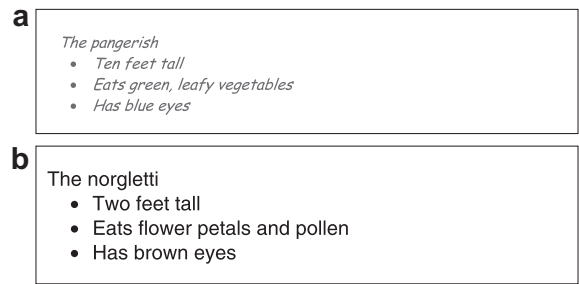 a
The pangerish
• Ten feet tall
• Eats green, leafy vegetables
• Has blue eyes
b
The norgletti
• Two feet tall
• Eats flower petals and pollen
• Has brown eyes